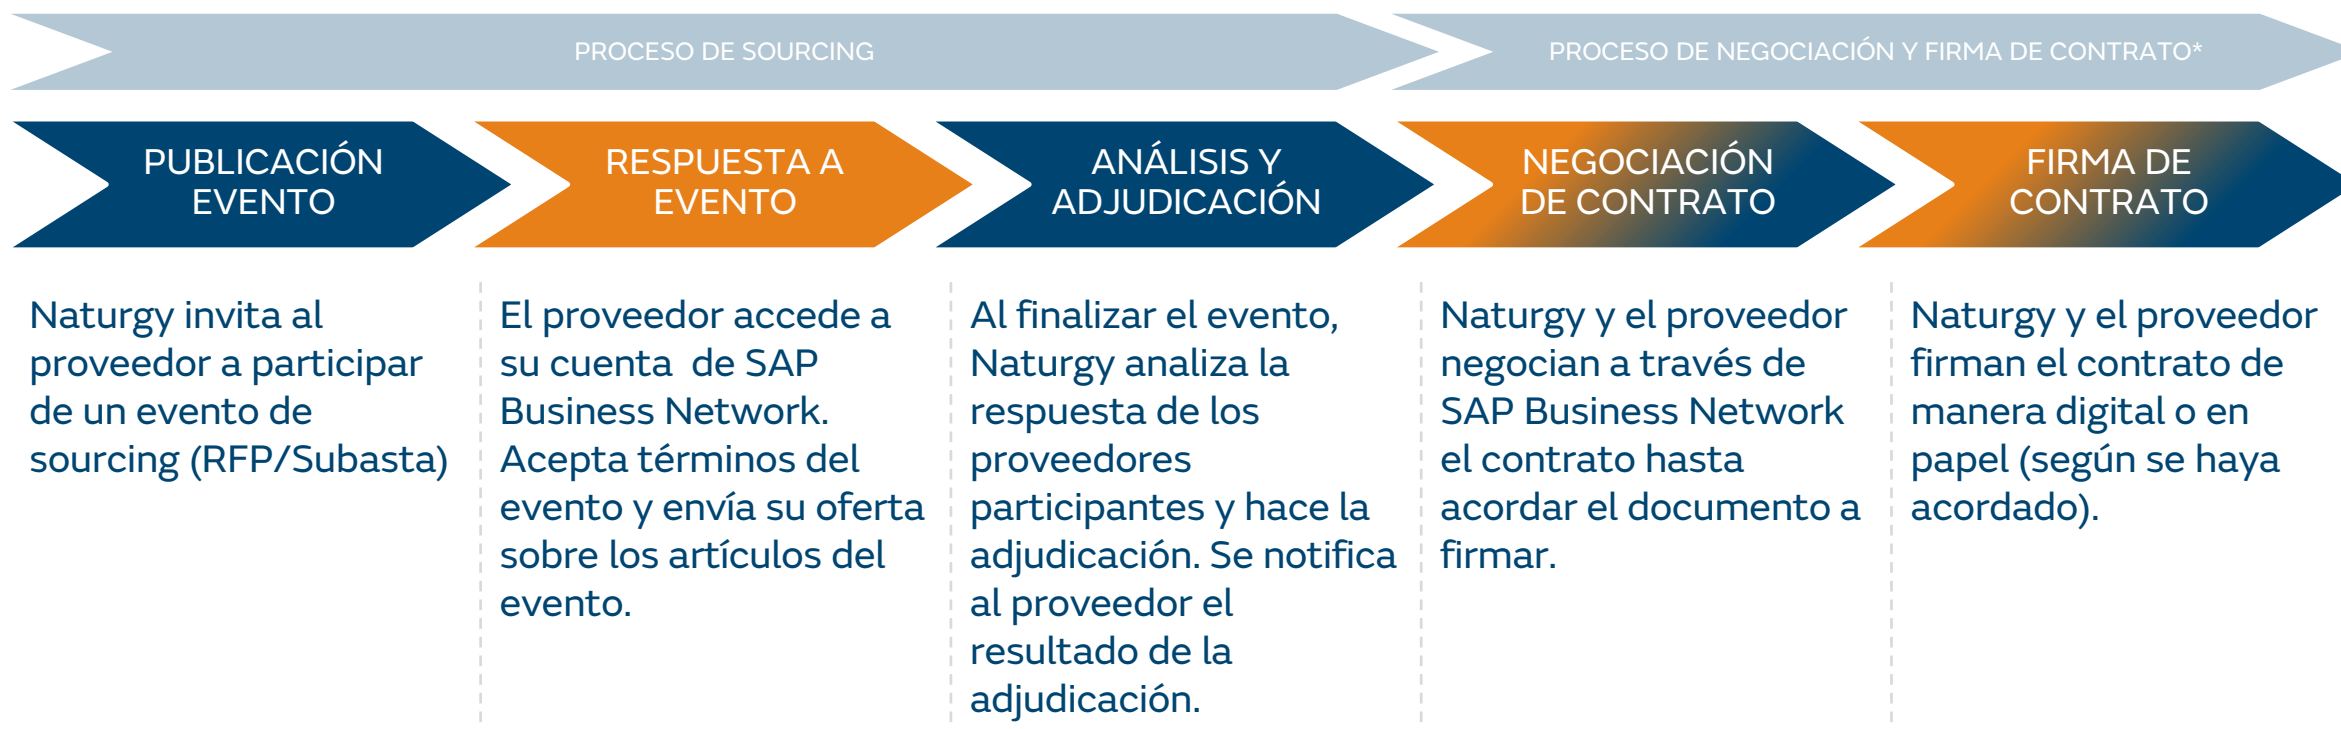 PROCESO DE SOURCING
PROCESO DE NEGOCIACIÓN Y FIRMA DE CONTRATO*
PUBLICACIÓN
EVENTO
RESPUESTA A
EVENTO
ANÁLISIS Y
ADJUDICACIÓN
NEGOCIACIÓN
DE CONTRATO
FIRMA DE
CONTRATO
Naturgy invita al
proveedor a participar
de un evento de
sourcing (RFP/Subasta)
El proveedor accede a
su cuenta de SAP
Business Network.
Acepta términos del
evento y envía su oferta
sobre los artículos del
evento.
Al finalizar el evento,
Naturgy analiza la
respuesta de los
proveedores
participantes y hace la
adjudicación. Se notifica
al proveedor el
resultado de la
adjudicación.
Naturgy y el proveedor
negocian a través de
SAP Business Network
el contrato hasta
acordar el documento a
firmar.
Naturgy y el proveedor
firman el contrato de
manera digital o en
papel (según se haya
acordado).